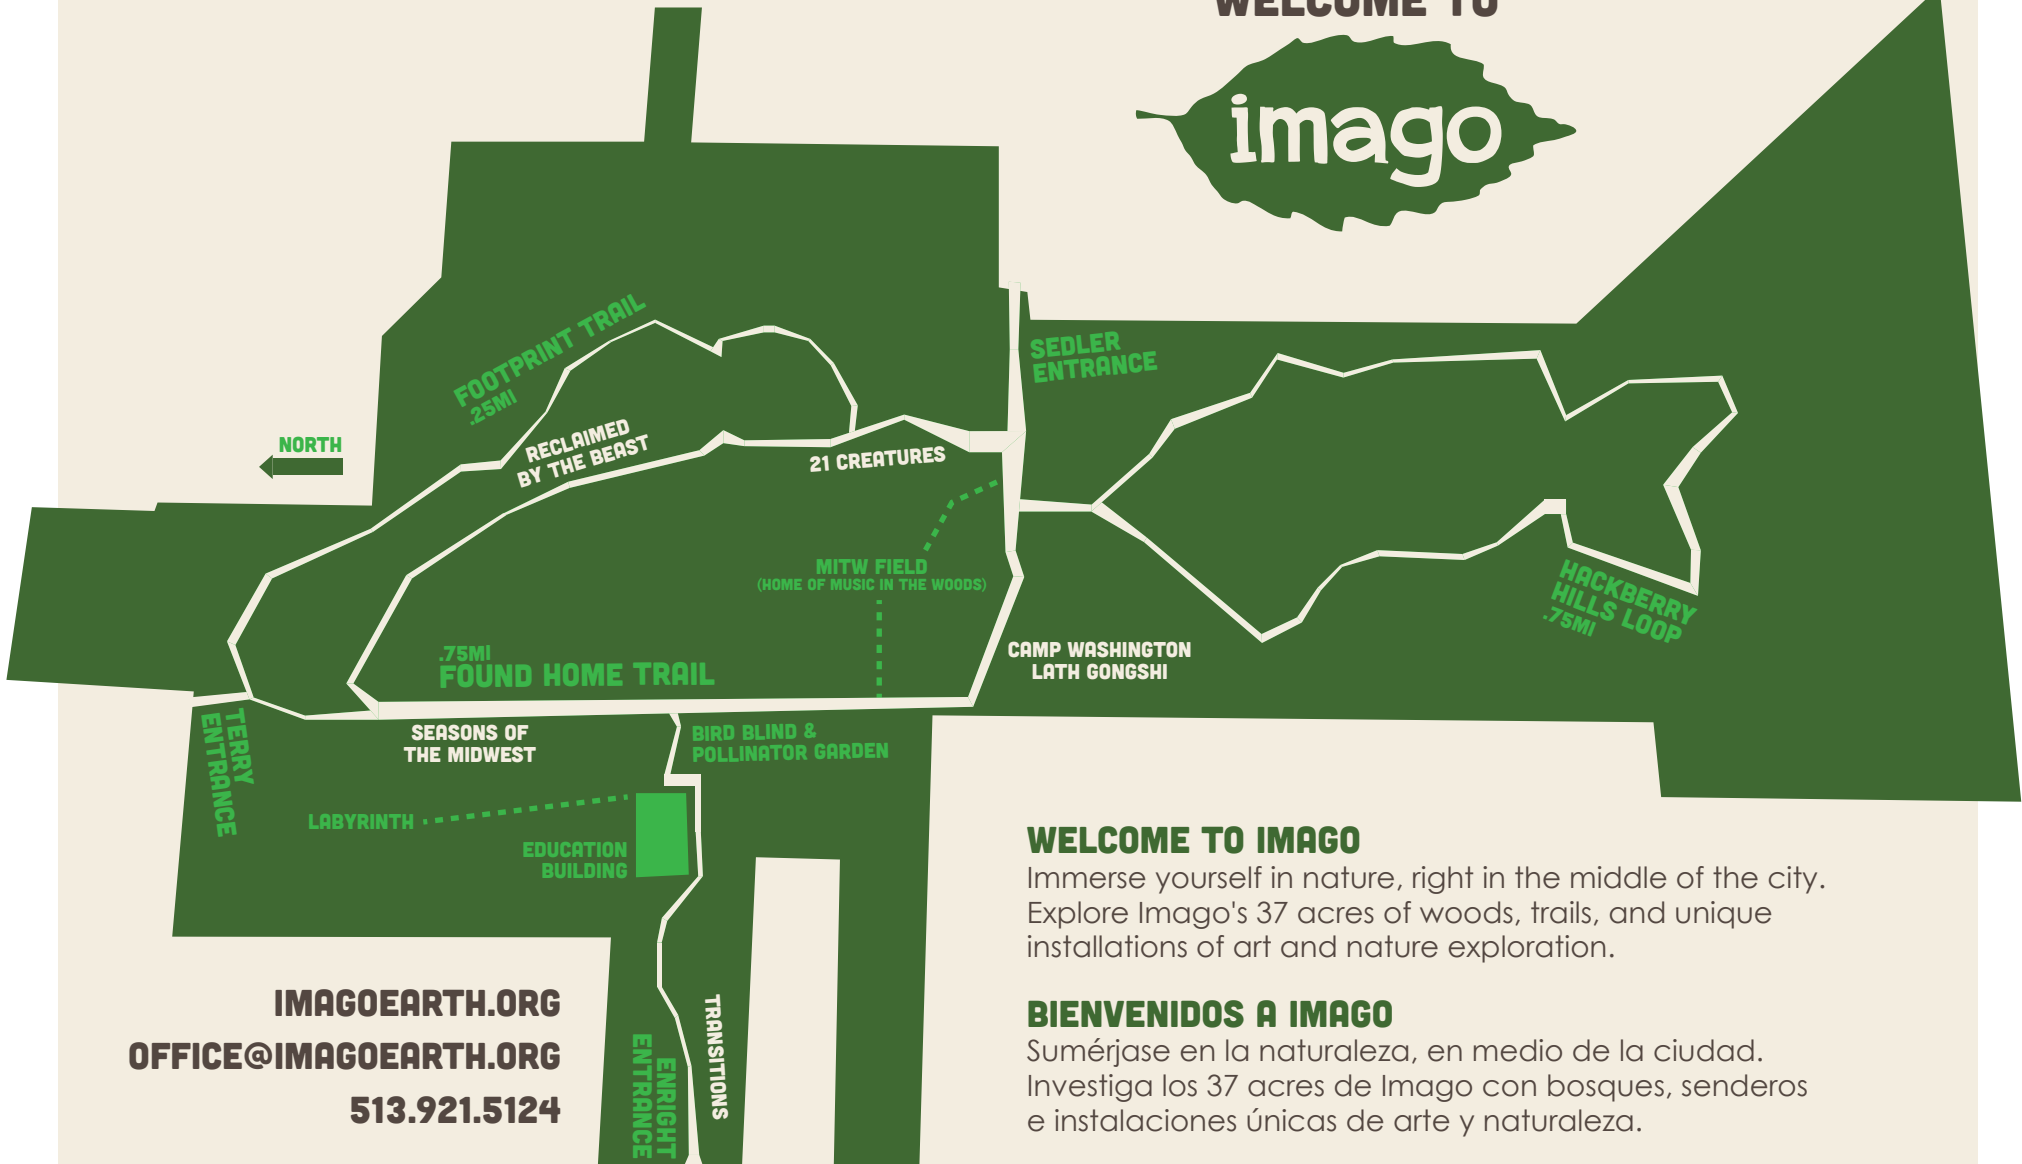 WELCOME TO
imago
FOOTPRINT TRAIL
.25MI
SEDLER
ENTRANCE
NORTH
RECLAIMED
BY THE BEAST
21 CREATURES
MITW FIELD
(HOME OF MUSIC IN THE WOODS)
HACKBERRY
HILLS LOOP
.75MI
.75MI
FOUND HOME TRAIL
CAMP WASHINGTON
LATH GONGSHI
TERRY
ENTRANCE
SEASONS OF
THE MIDWEST
BIRD BLIND &
POLLINATOR GARDEN
LABYRINTH
EDUCATION
BUILDING
TRANSITIONS
ENRIGHT
ENTRANCE
IMAGOEARTH.ORG
OFFICE@IMAGOEARTH.ORG
513.921.5124
WELCOME TO IMAGO
Immerse yourself in nature, right in the middle of the city.
Explore Imago's 37 acres of woods, trails, and unique
installations of art and nature exploration.
BIENVENIDOS A IMAGO
Sumérjase en la naturaleza, en medio de la ciudad.
Investiga los 37 acres de Imago con bosques, senderos
e instalaciones únicas de arte y naturaleza.